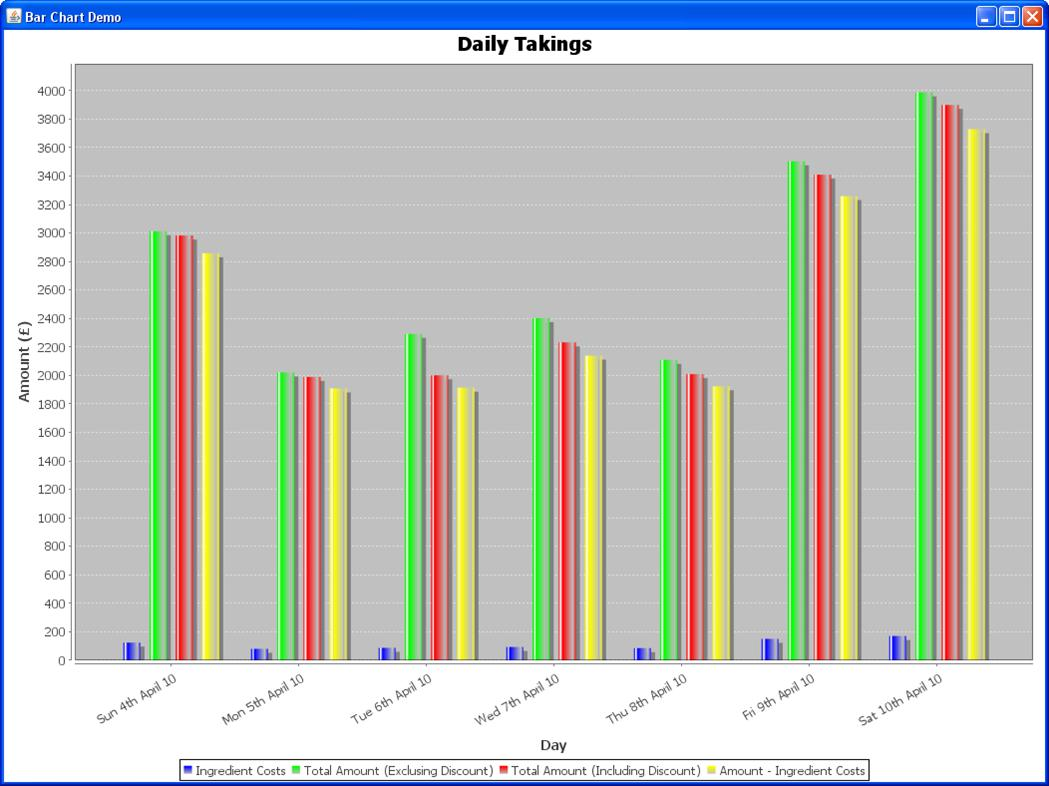 Bar Chart Demo
Daily Takings
Amount (£)
4000
3800
3600
3400
3200
3000
2800
2600
2400
2200
2000
1800
1600
1400
1200
1000
800
600
400
200
0
Sun 4th April 10
Mon 5th April 10
Tue 6th April 10
Wed 7th April 10
Thu 8th April 10
Fri 9th April 10
Sat 10th April 10
Day
Ingredient Costs Total Amount (Exclusing Discount) Total Amount (Including Discount) Amount - Ingredient Costs